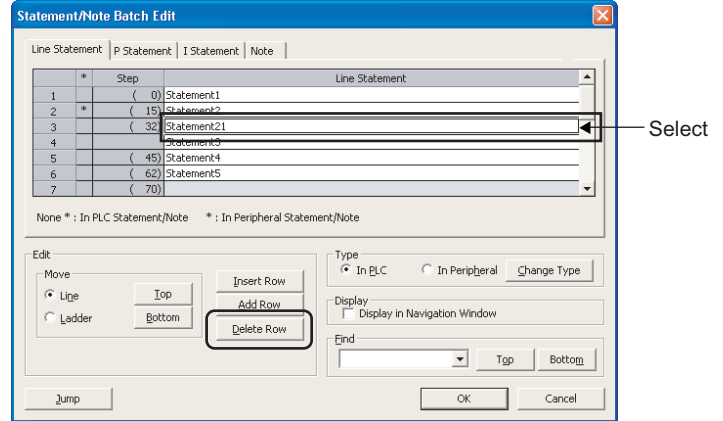 Statement/Note Batch Edit
Line Statement P Statement I Statement Note
* Step Line Statement
1 ( 0) Statement1
2 * ( 15) Statement2
3 ( 32) Statement21
4 Statement3
5 ( 45) Statement4
6 ( 62) Statement5
7 ( 70)
Select
None * : In PLC Statement/Note * : In Peripheral Statement/Note
Edit
Move
Line
Ladder
Top
Bottom
Insert Row
Add Row
Delete Row
Type
In PLC In Peripheral Change Type
Display
Display in Navigation Window
Find
Top Bottom
Jump OK Cancel